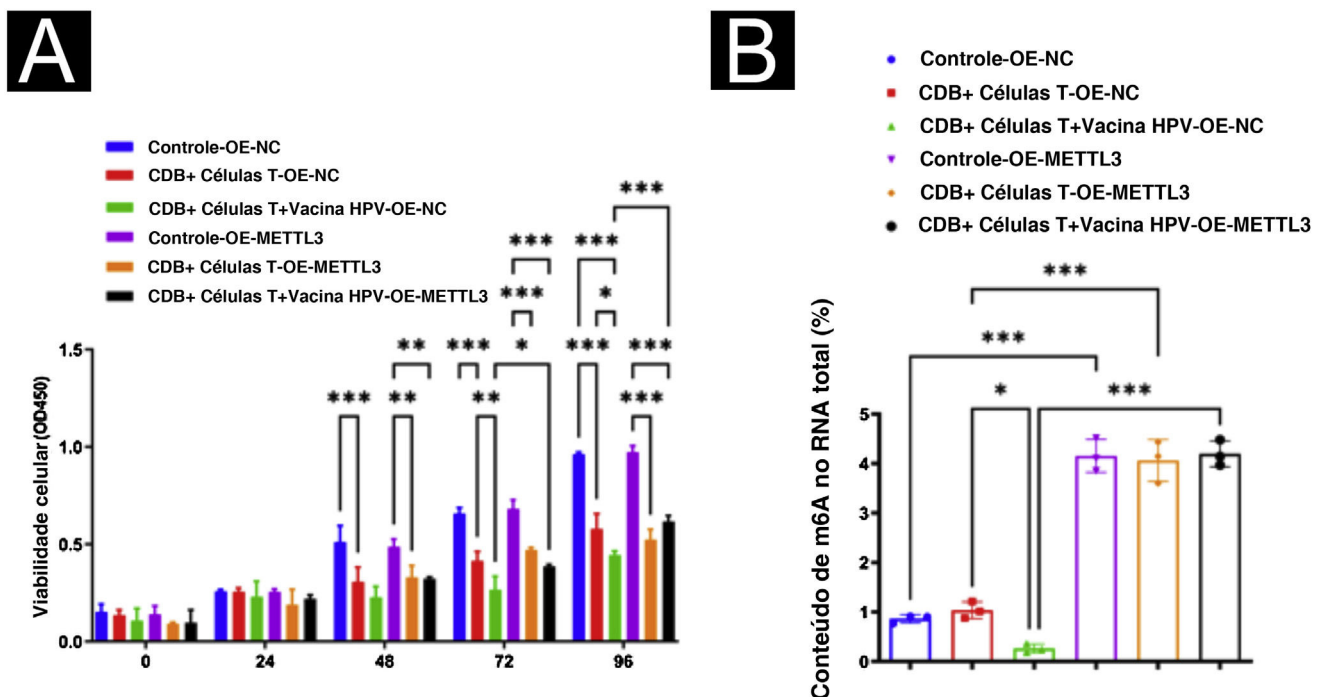 A
Controle-OE-NC
CDB+ Células T-OE-NC
CDB+ Células T+Vacina HPV-OE-NC
Controle-OE-METTL3
CDB+ Células T-OE-METTL3
CDB+ Células T+Vacina HPV-OE-METTL3
***
*** ***
*** *
** *** * *** ***
*** ** ** ***
Viabilidade celular (OD450)
1.5
1.0
0.5
0.0
0 24 48 72 96
B
Controle-OE-NC
CDB+ Células T-OE-NC
CDB+ Células T+Vacina HPV-OE-NC
Controle-OE-METTL3
CDB+ Células T-OE-METTL3
CDB+ Células T+Vacina HPV-OE-METTL3
***
***
* ***
Conteúdo de m6A no RNA total (%)
5
4
3
2
1
0